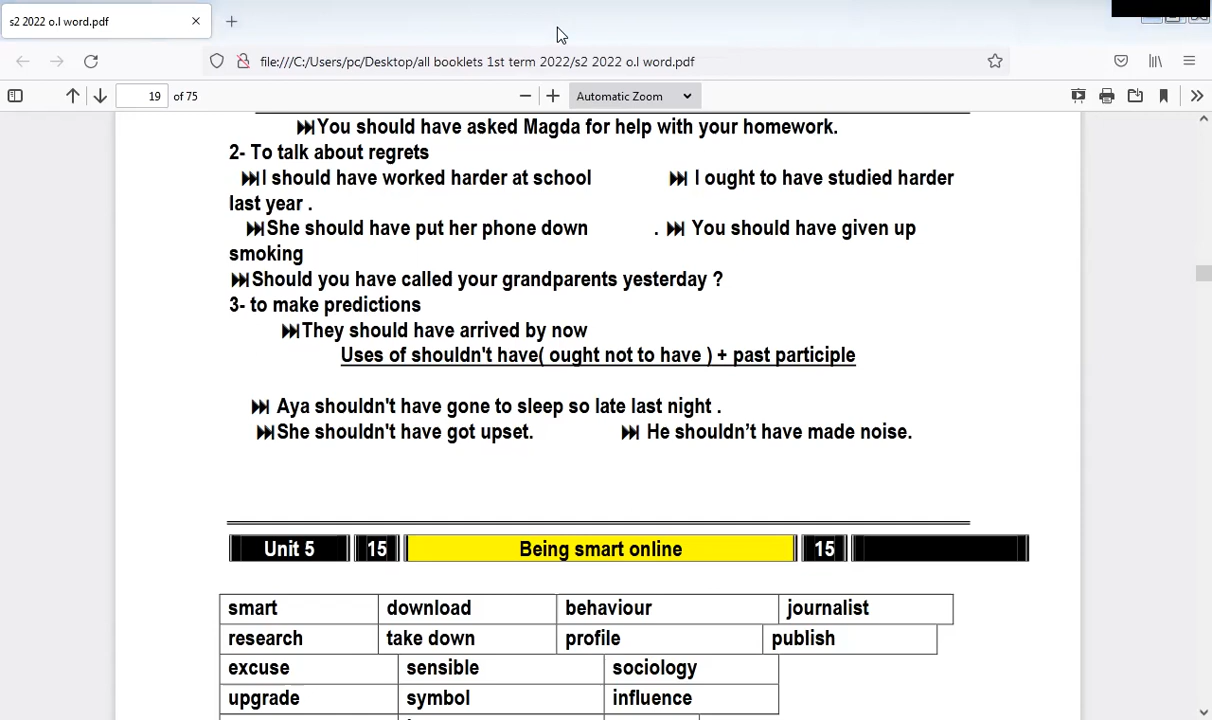 s2 2022 o.l word.pdf
file:///C:/Users/pc/Desktop/all booklets 1st term 2022/s2 2022 o.l word.pdf
19 of 75
Automatic Zoom
You should have asked Magda for help with your homework.
2- To talk about regrets
I should have worked harder at school I ought to have studied harder
last year .
She should have put her phone down . You should have given up
smoking
Should you have called your grandparents yesterday ?
3- to make predictions
They should have arrived by now
Uses of shouldn't have( ought not to have ) + past participle
Aya shouldn't have gone to sleep so late last night .
She shouldn't have got upset. He shouldn’t have made noise.
Unit 5 15 Being smart online 15
smart download behaviour journalist
research take down profile publish
excuse sensible sociology
upgrade symbol influence